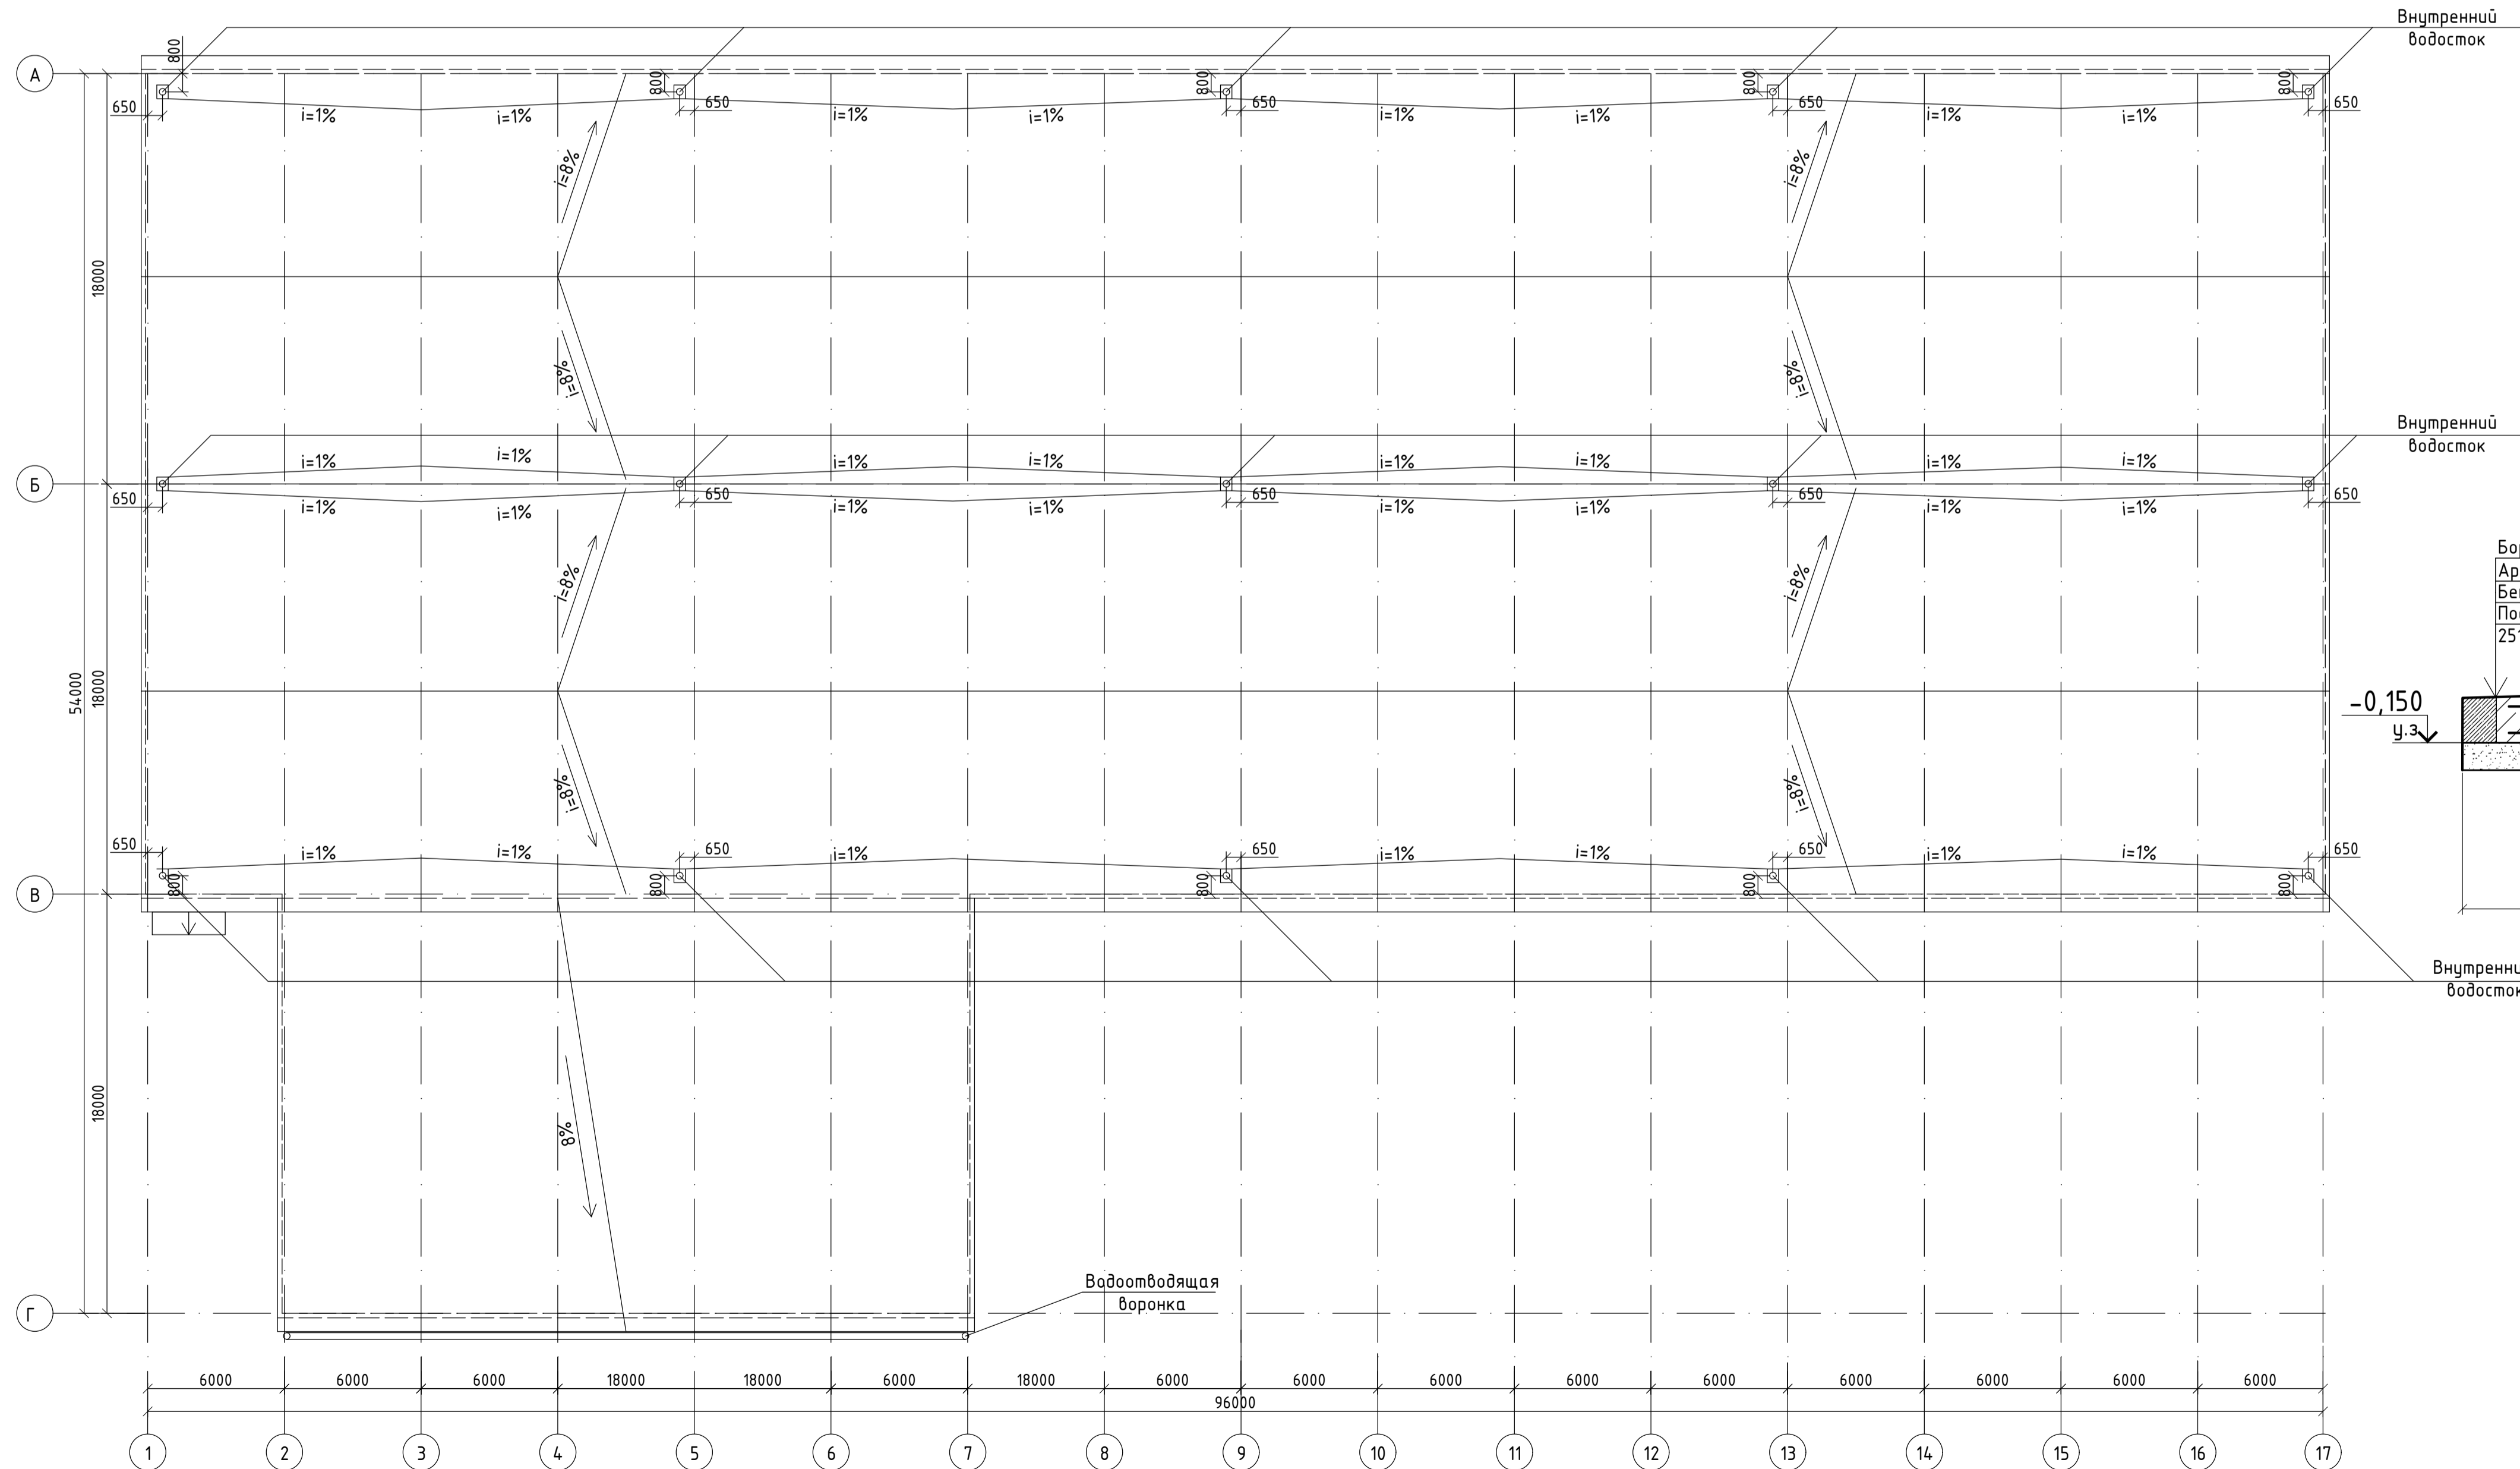 Внутренний
водосток
А
800
800
800
800
800
650
650
650
650
650
i=1%
i=1%
i=1%
i=1%
i=1%
i=1%
i=1%
i=1%
i=8%
i=8%
18000
i=8%
i=8%
Внутренний
водосток
i=1%
i=1%
i=1%
i=1%
i=1%
i=1%
i=1%
i=1%
Б
650
650
650
650
650
i=1%
i=1%
i=1%
i=1%
i=1%
i=1%
i=1%
i=1%
i=8%
i=8%
54000
18000
-0,150
у.з.
i=8%
i=8%
650
650
650
650
650
i=1%
i=1%
i=1%
i=1%
i=1%
i=1%
i=1%
В
800
800
800
800
800
Внутренни
водосток
18000
8%
Водоотводящая
воронка
Г
6000
6000
6000
18000
18000
6000
18000
6000
6000
6000
6000
6000
6000
6000
6000
6000
96000
1
2
3
4
5
6
7
8
9
10
11
12
13
14
15
16
17